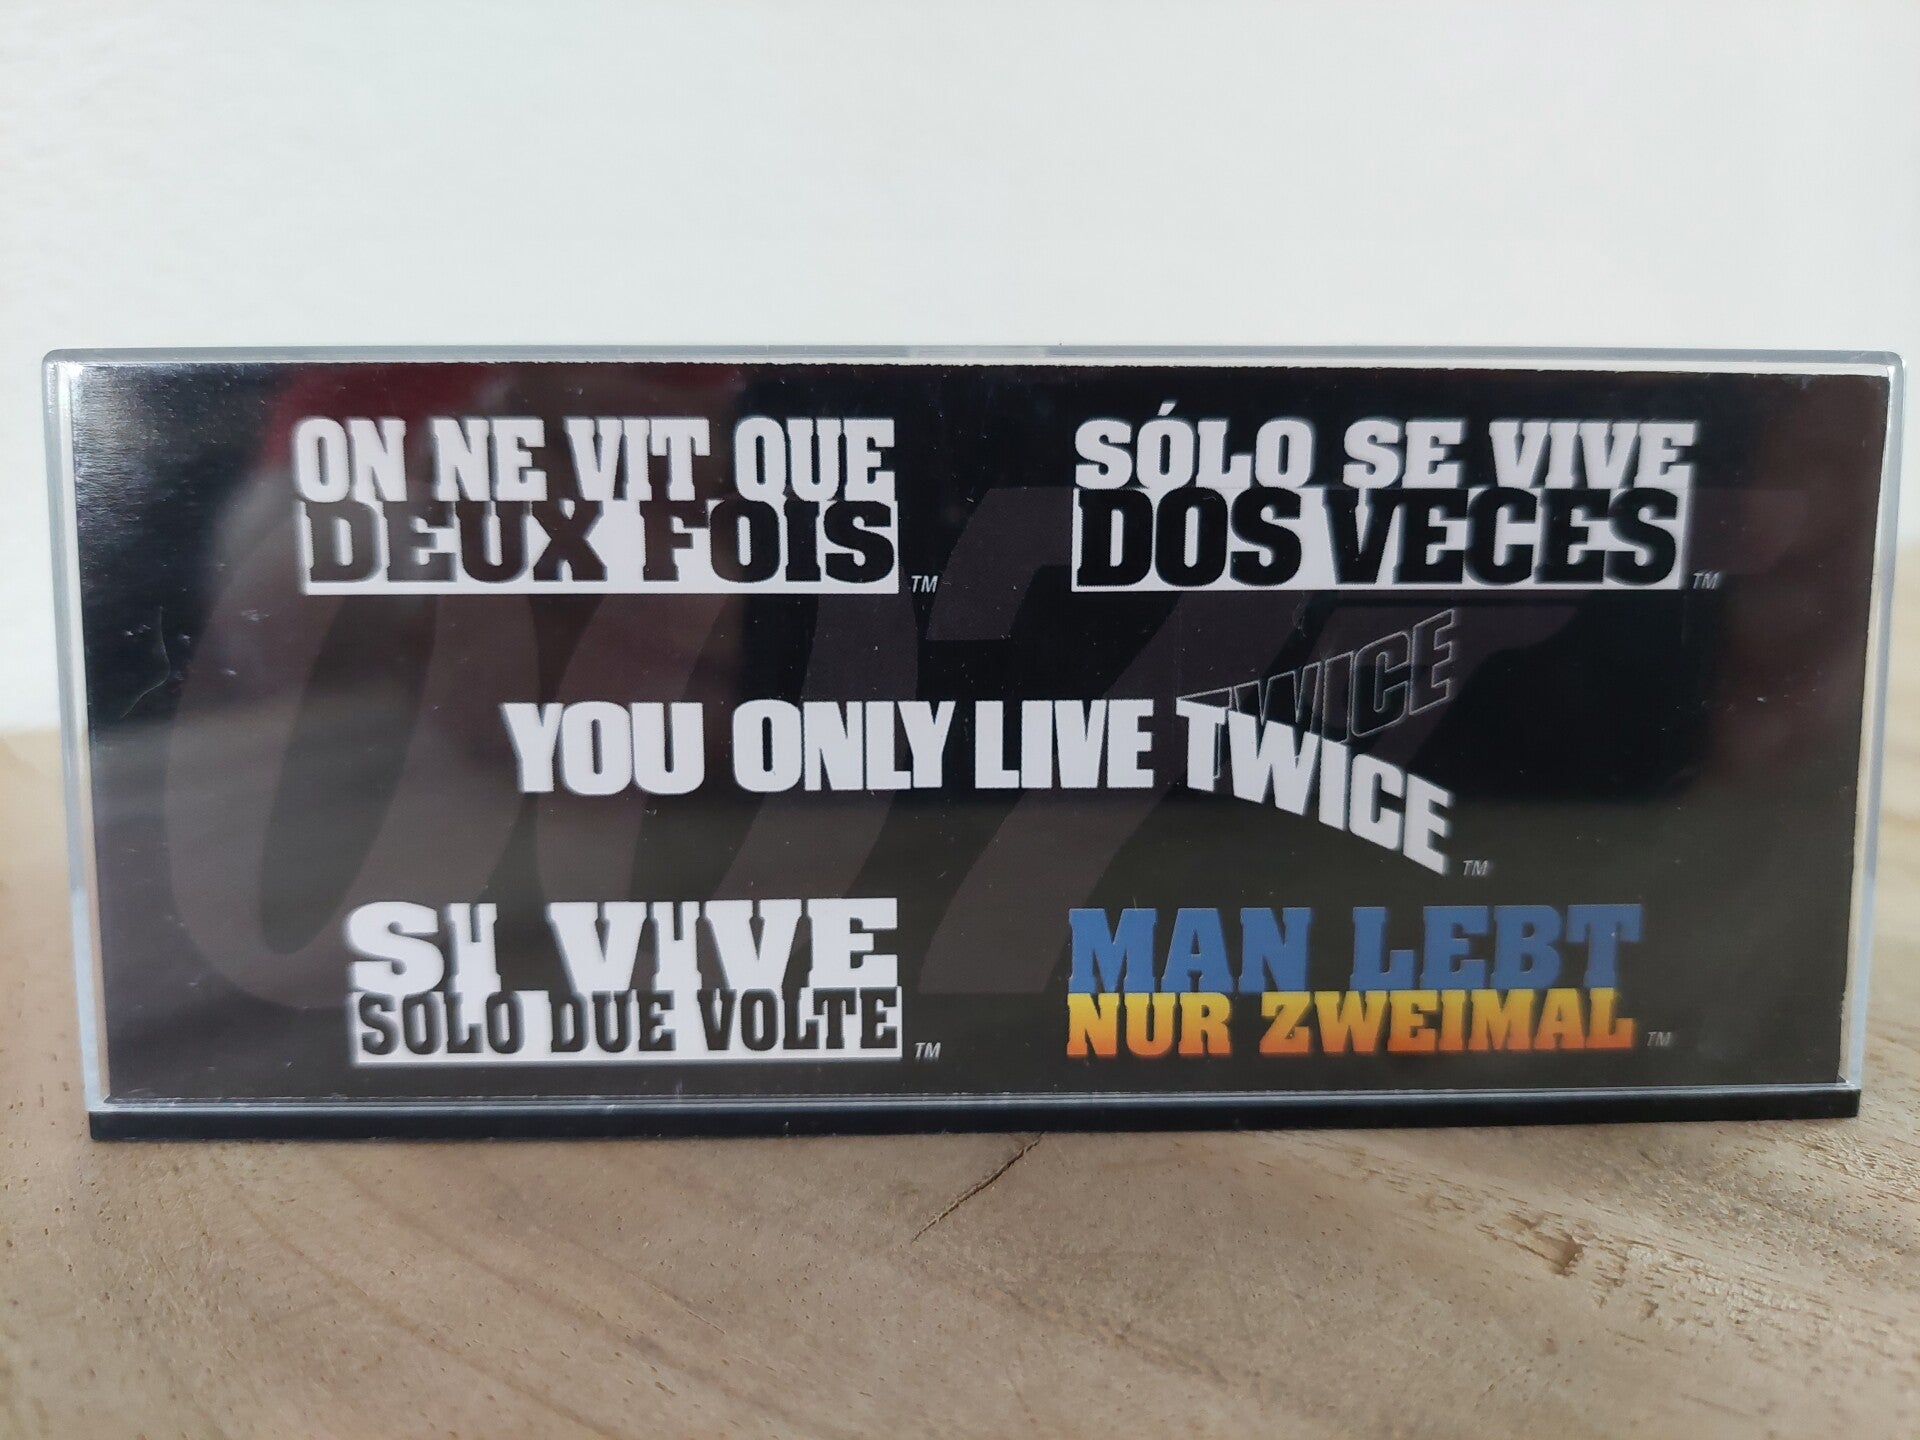 ON NE VIT QUE
DEUX FOIS TM
SÓLO SE VIVE
DOS VECES TM
007
YOU ONLY LIVE TWICE TM
TWICE
SI VIVE
SOLO DUE VOLTE TM
MAN LEBT
NUR ZWEIMAL TM